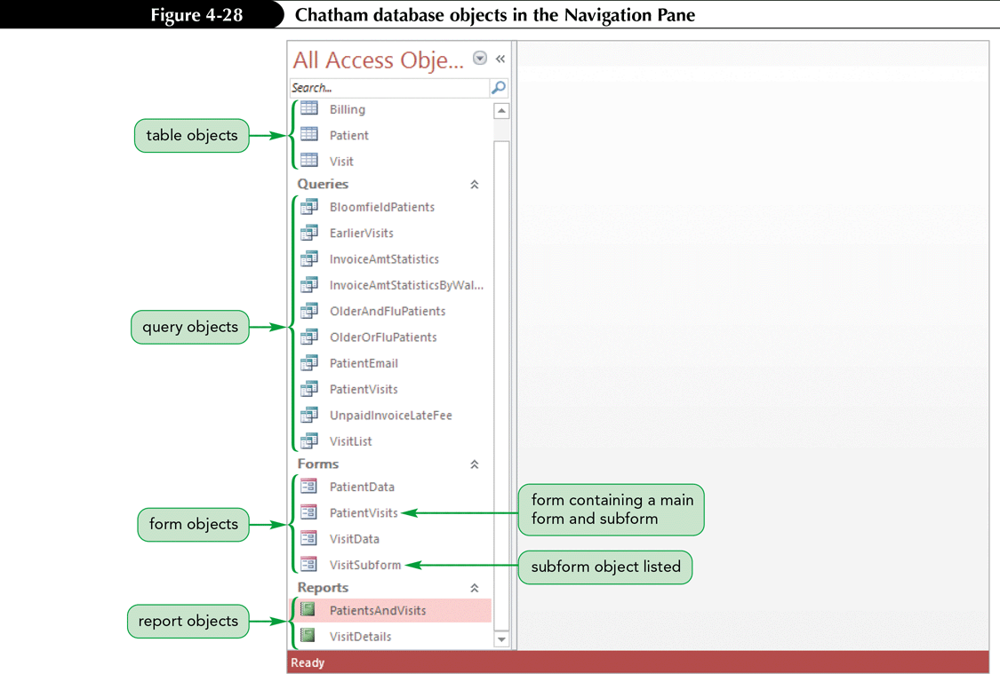 Figure 4-28 Chatham database objects in the Navigation Pane
All Access Obje...
Search...
table objects
Billing
Patient
Visit
Queries
query objects
BloomfieldPatients
EarlierVisits
InvoiceAmtStatistics
InvoiceAmtStatisticsByWal...
OlderAndFluPatients
OlderOrFluPatients
PatientEmail
PatientVisits
UnpaidInvoiceLateFee
VisitList
Forms
form objects
PatientData
PatientVisits
VisitData
VisitSubform
form containing a main
form and subform
subform object listed
Reports
report objects
PatientsAndVisits
VisitDetails
Ready